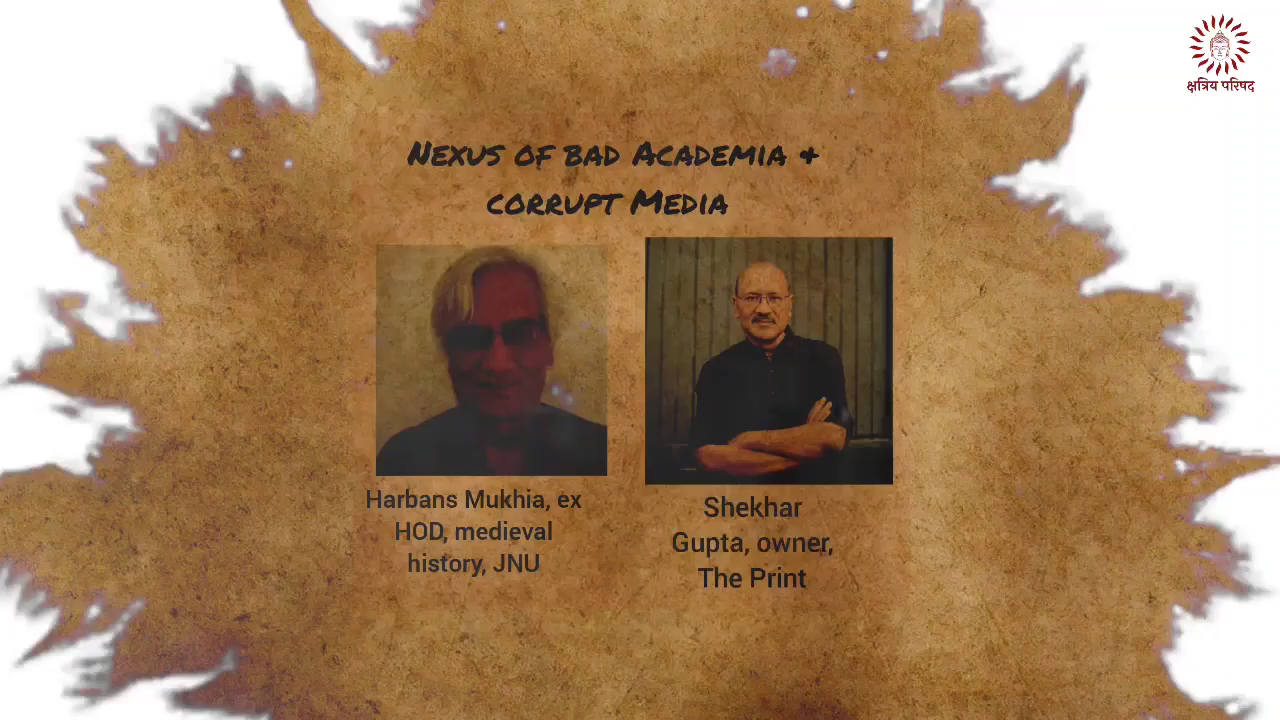 क्षत्रिय परिषद
Nexus of bad Academia &
corrupt Media
Harbans Mukhia, ex
HOD, medieval
history, JNU
Shekhar
Gupta, owner,
The Print